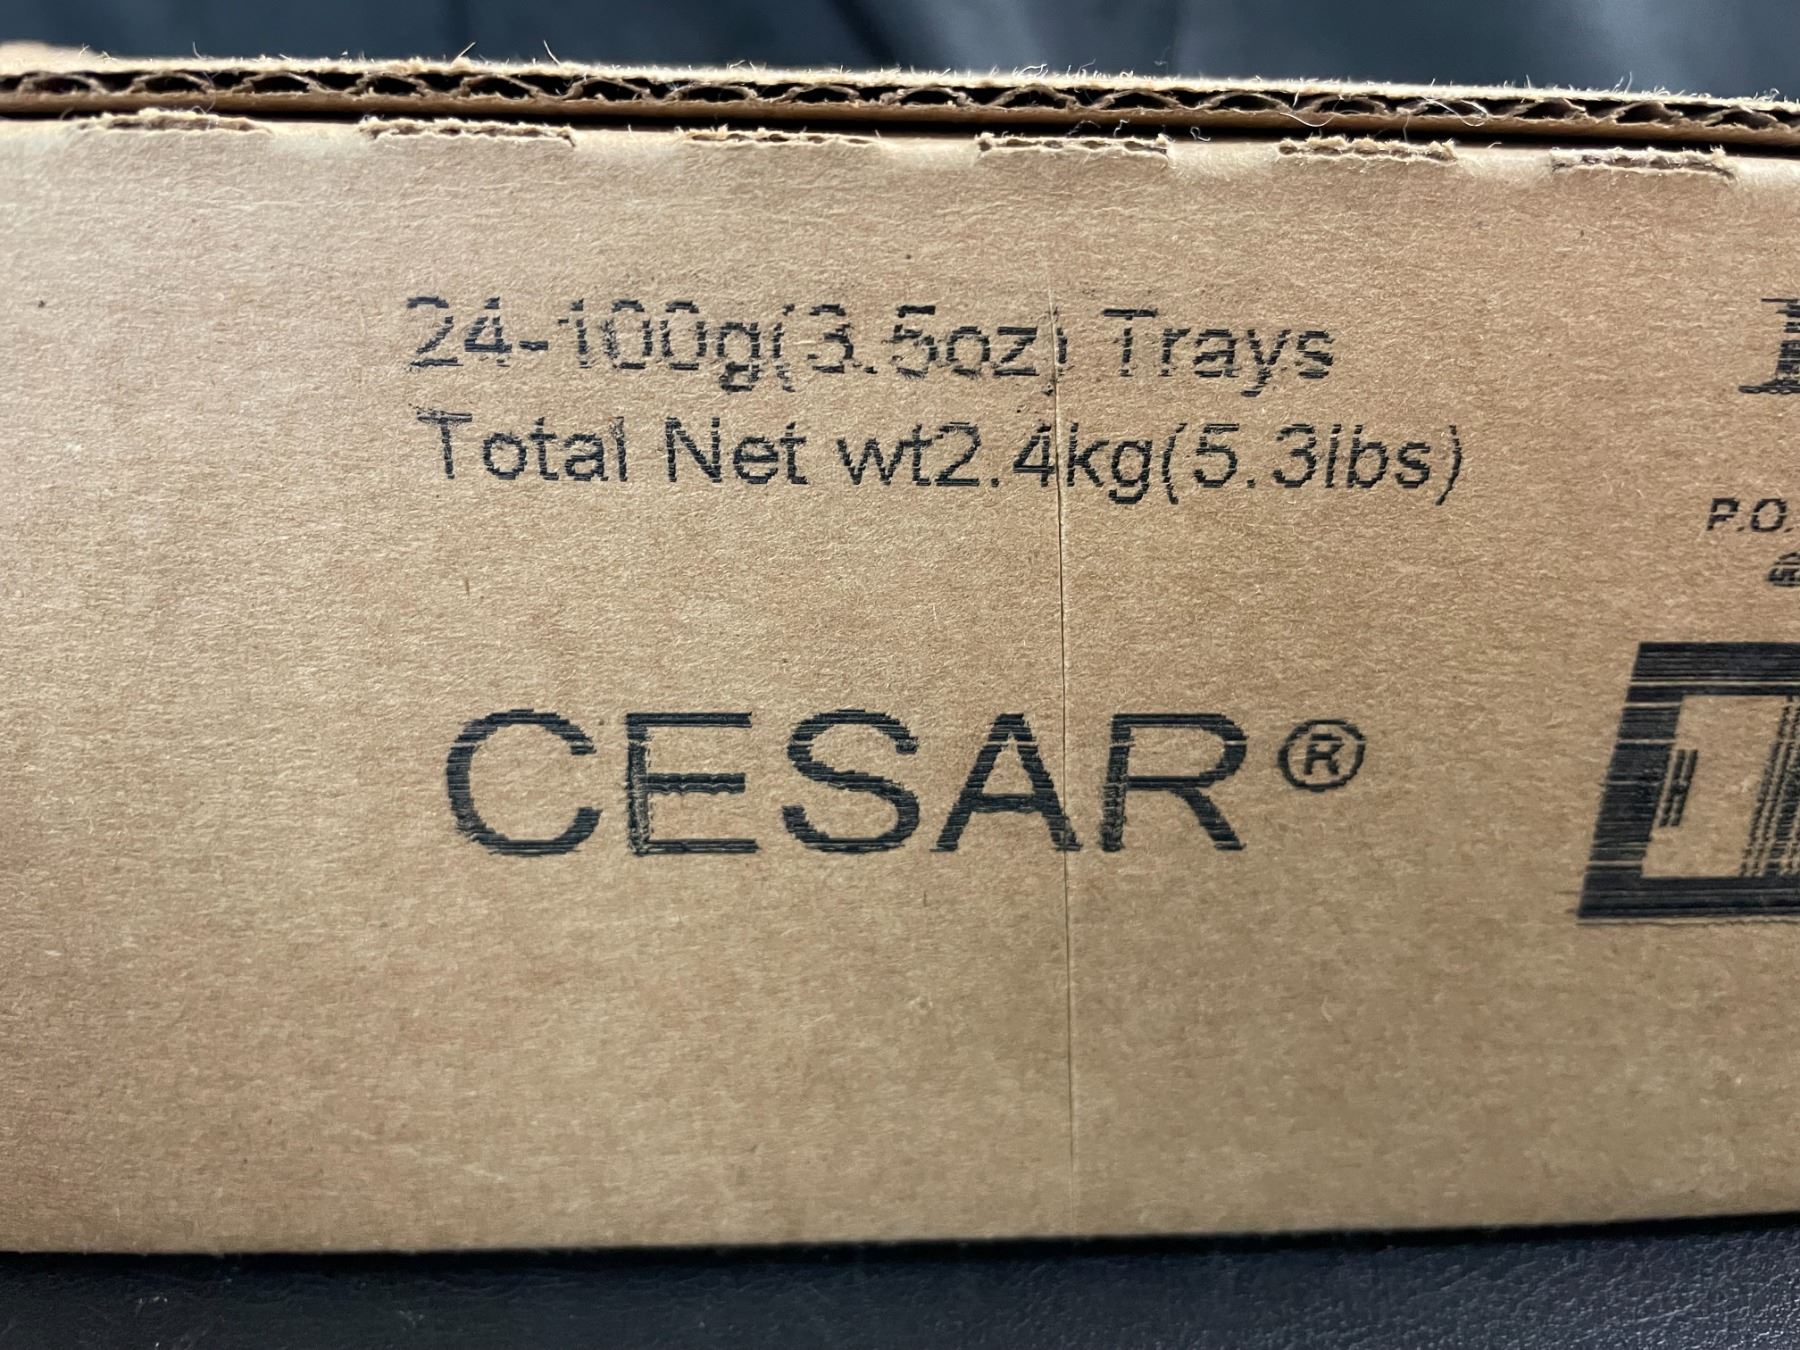 24-100g(3.5oz) Trays
Total Net wt2.4kg(5.3lbs)
P.O.
CESAR®